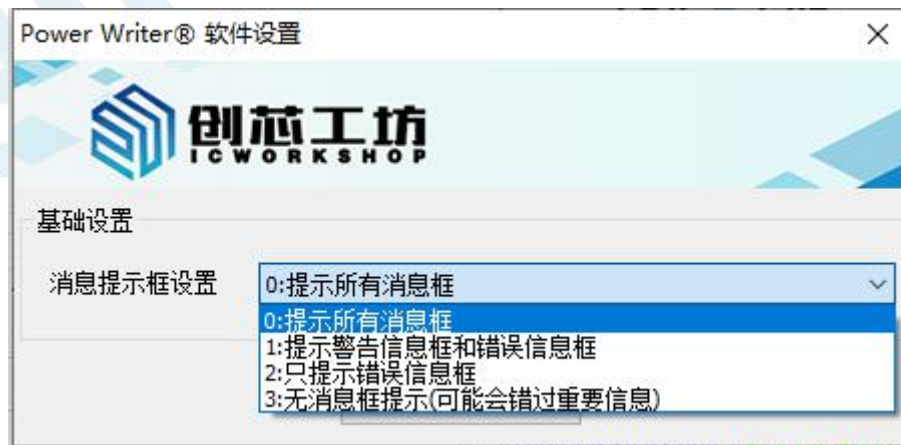 Power Writer® 软件设置
创芯工坊
ICWORKSHOP
基础设置
消息提示框设置
0:提示所有消息框
0:提示所有消息框
1:提示警告信息框和错误信息框
2:只提示错误信息框
3:无消息框提示(可能会错过重要信息)